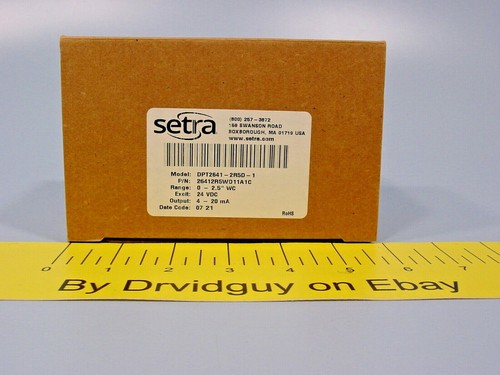 setra
(800) 257-3872
159 SWANSON ROAD
BOXBOROUGH, MA 01719 USA
www.setra.com
Model: DPT2641-2R5D-1
P/N: 26412R5WD11A1C
Range: 0 - 2.5" WC
Excit: 24 VDC
Output: 4 - 20 mA
Date Code: 07 21
RoHS
0 1 2 3 4 5 6 7
By Drvidguy on Ebay